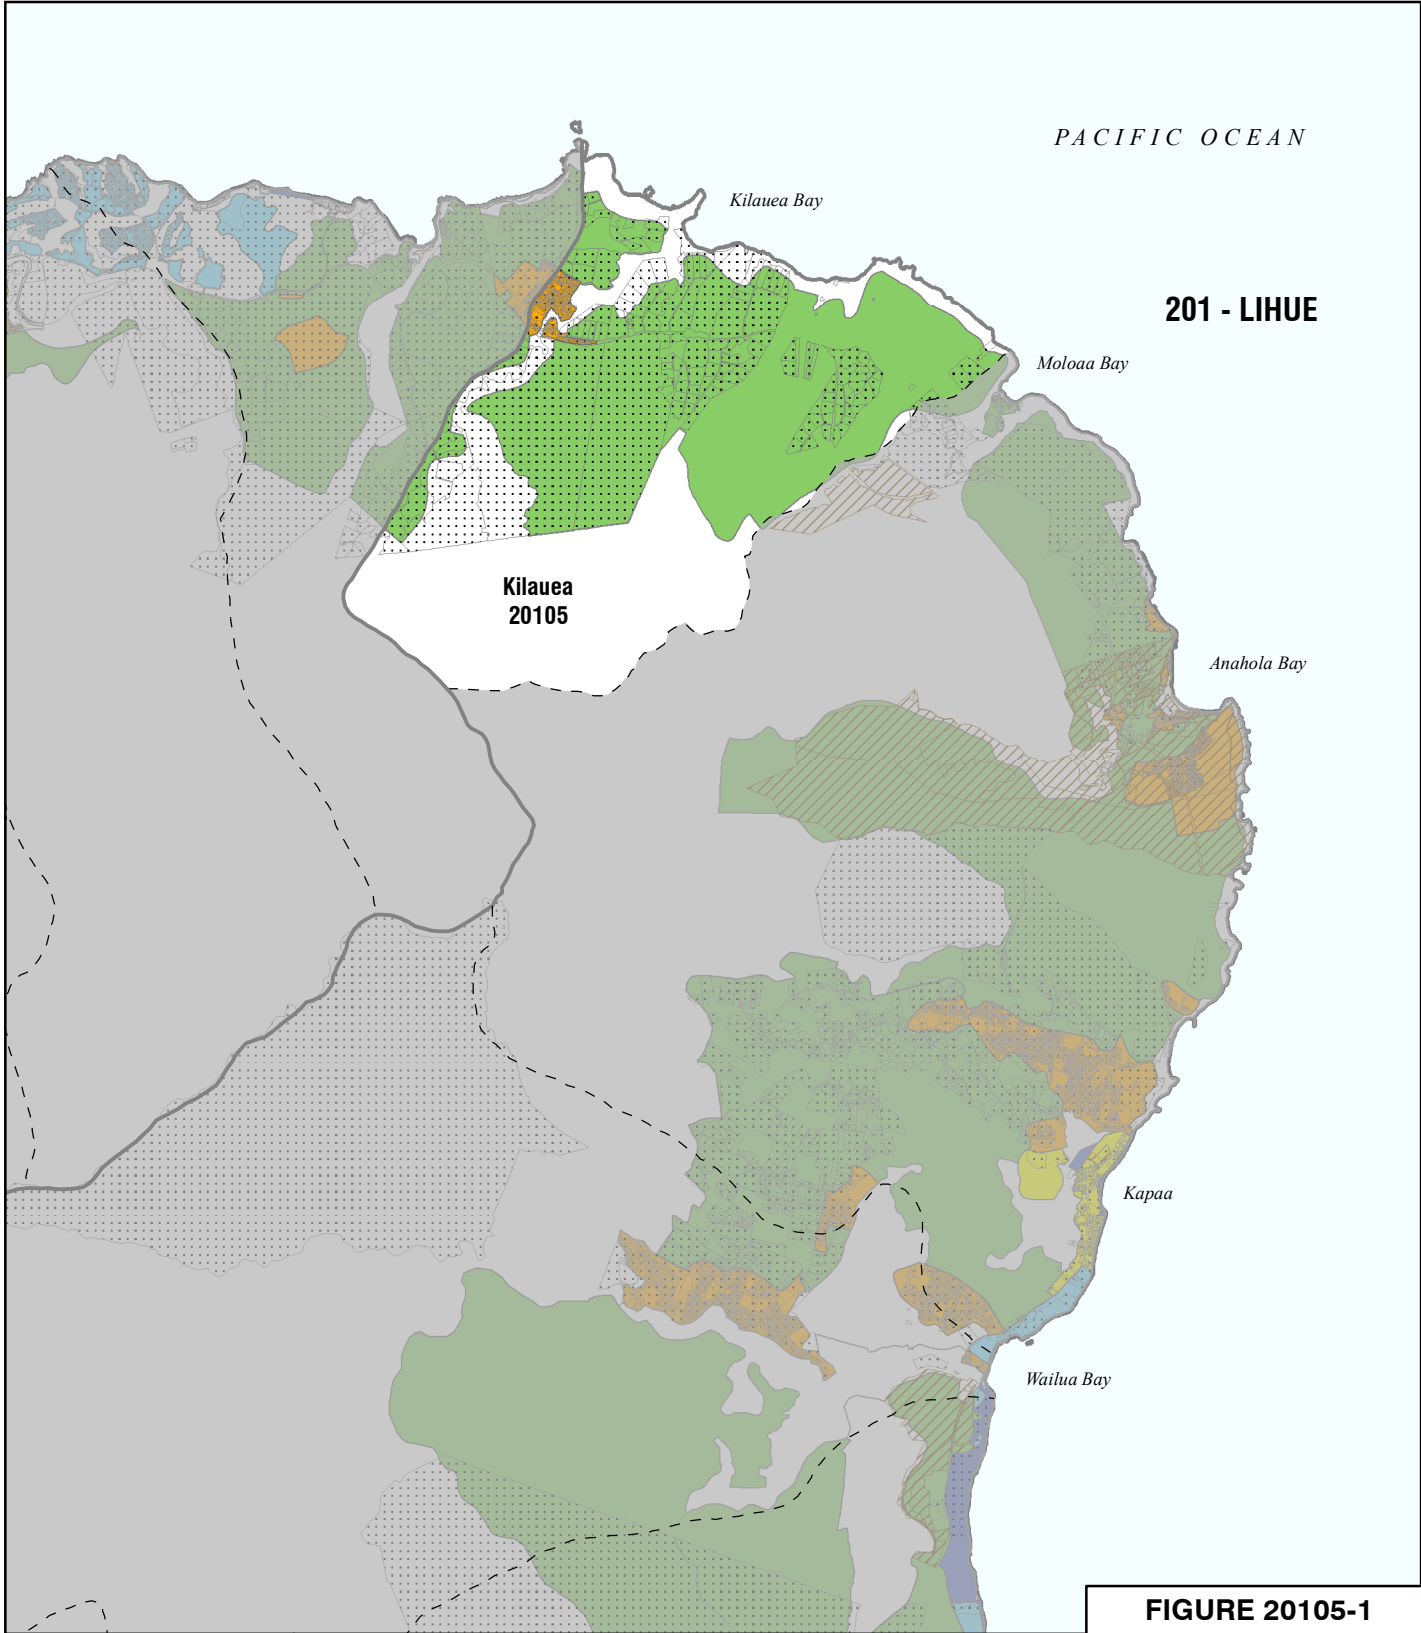 PACIFIC OCEAN
Kilauea Bay
201 - LIHUE
Moloaa Bay
Kilauea
20105
Anahola Bay
Kapaa
Wailua Bay
FIGURE 20105-1